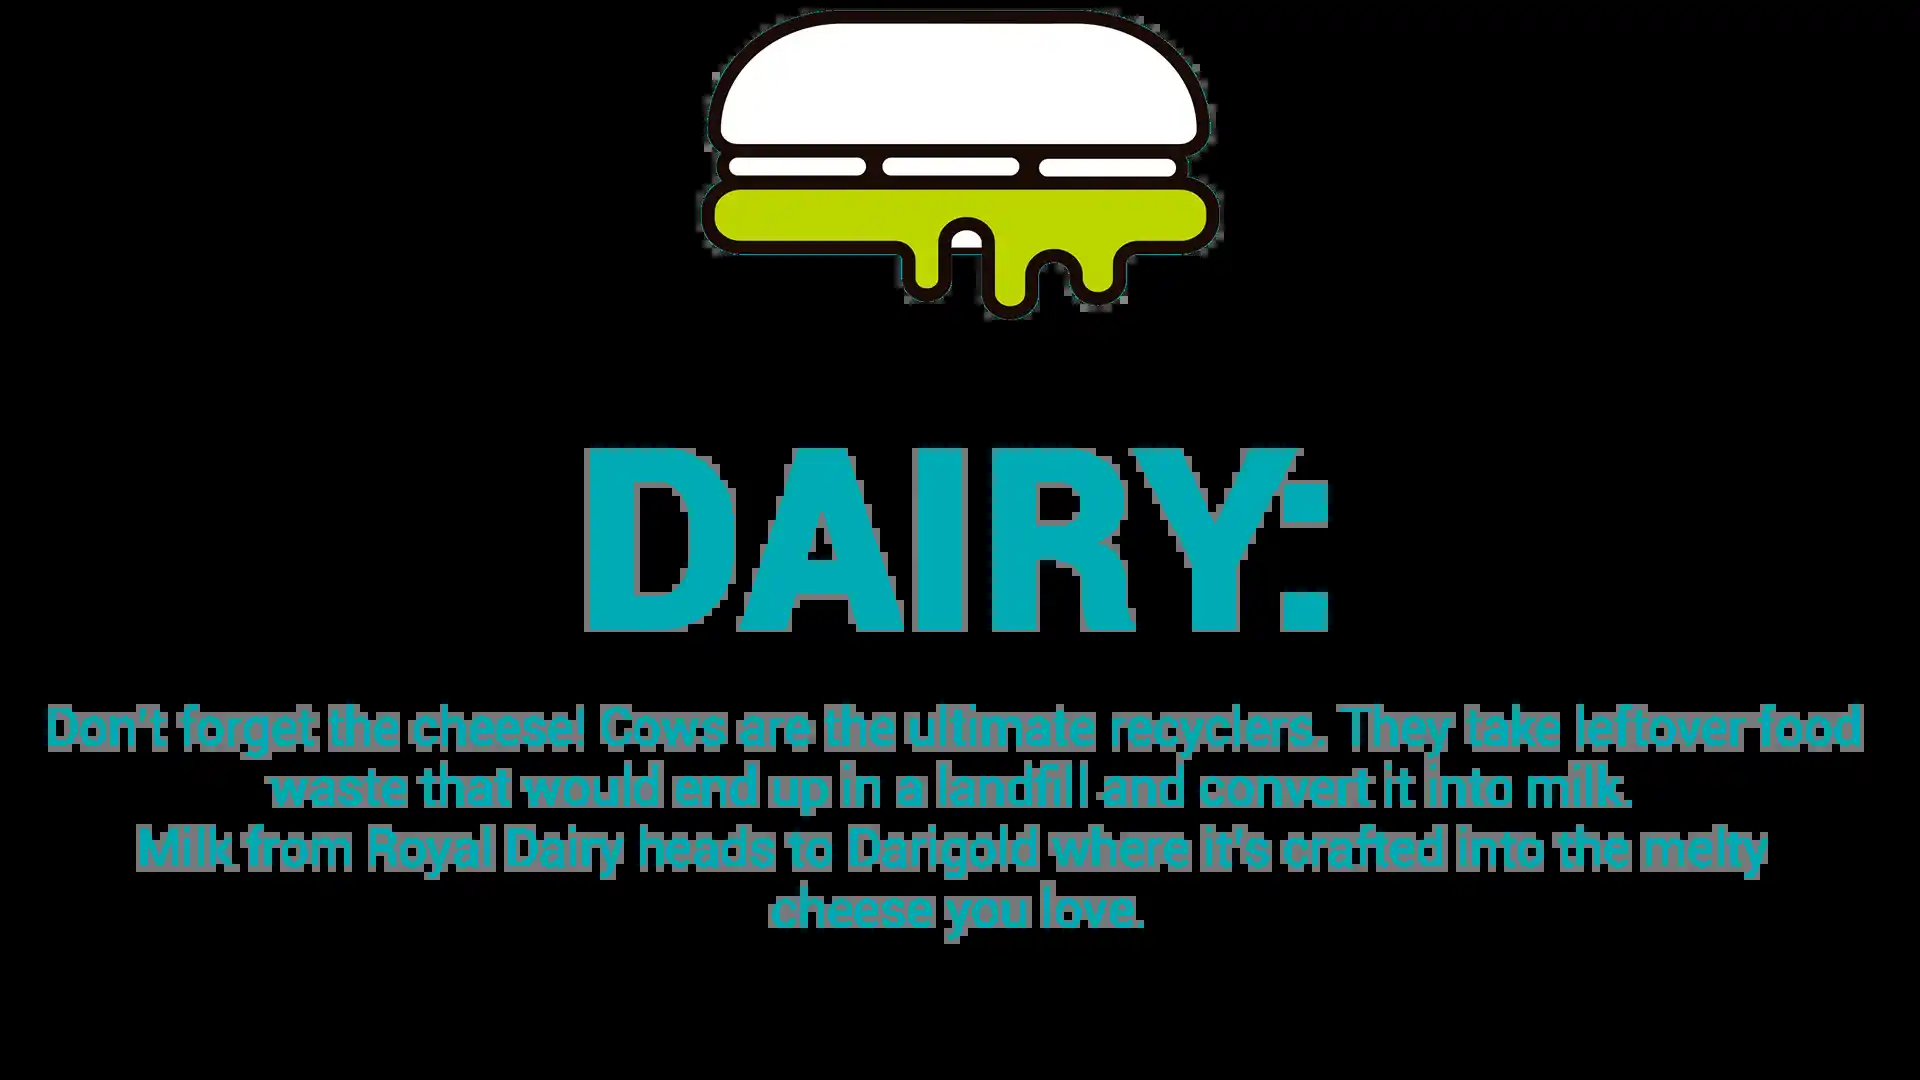 DAIRY:
Don't forget the cheese! Cows are the ultimate recyclers. They take leftover food
waste that would end up in a landfill and convert it into milk.
Milk from Royal Dairy heads to Darigold where it's crafted into the melty
cheese you love.